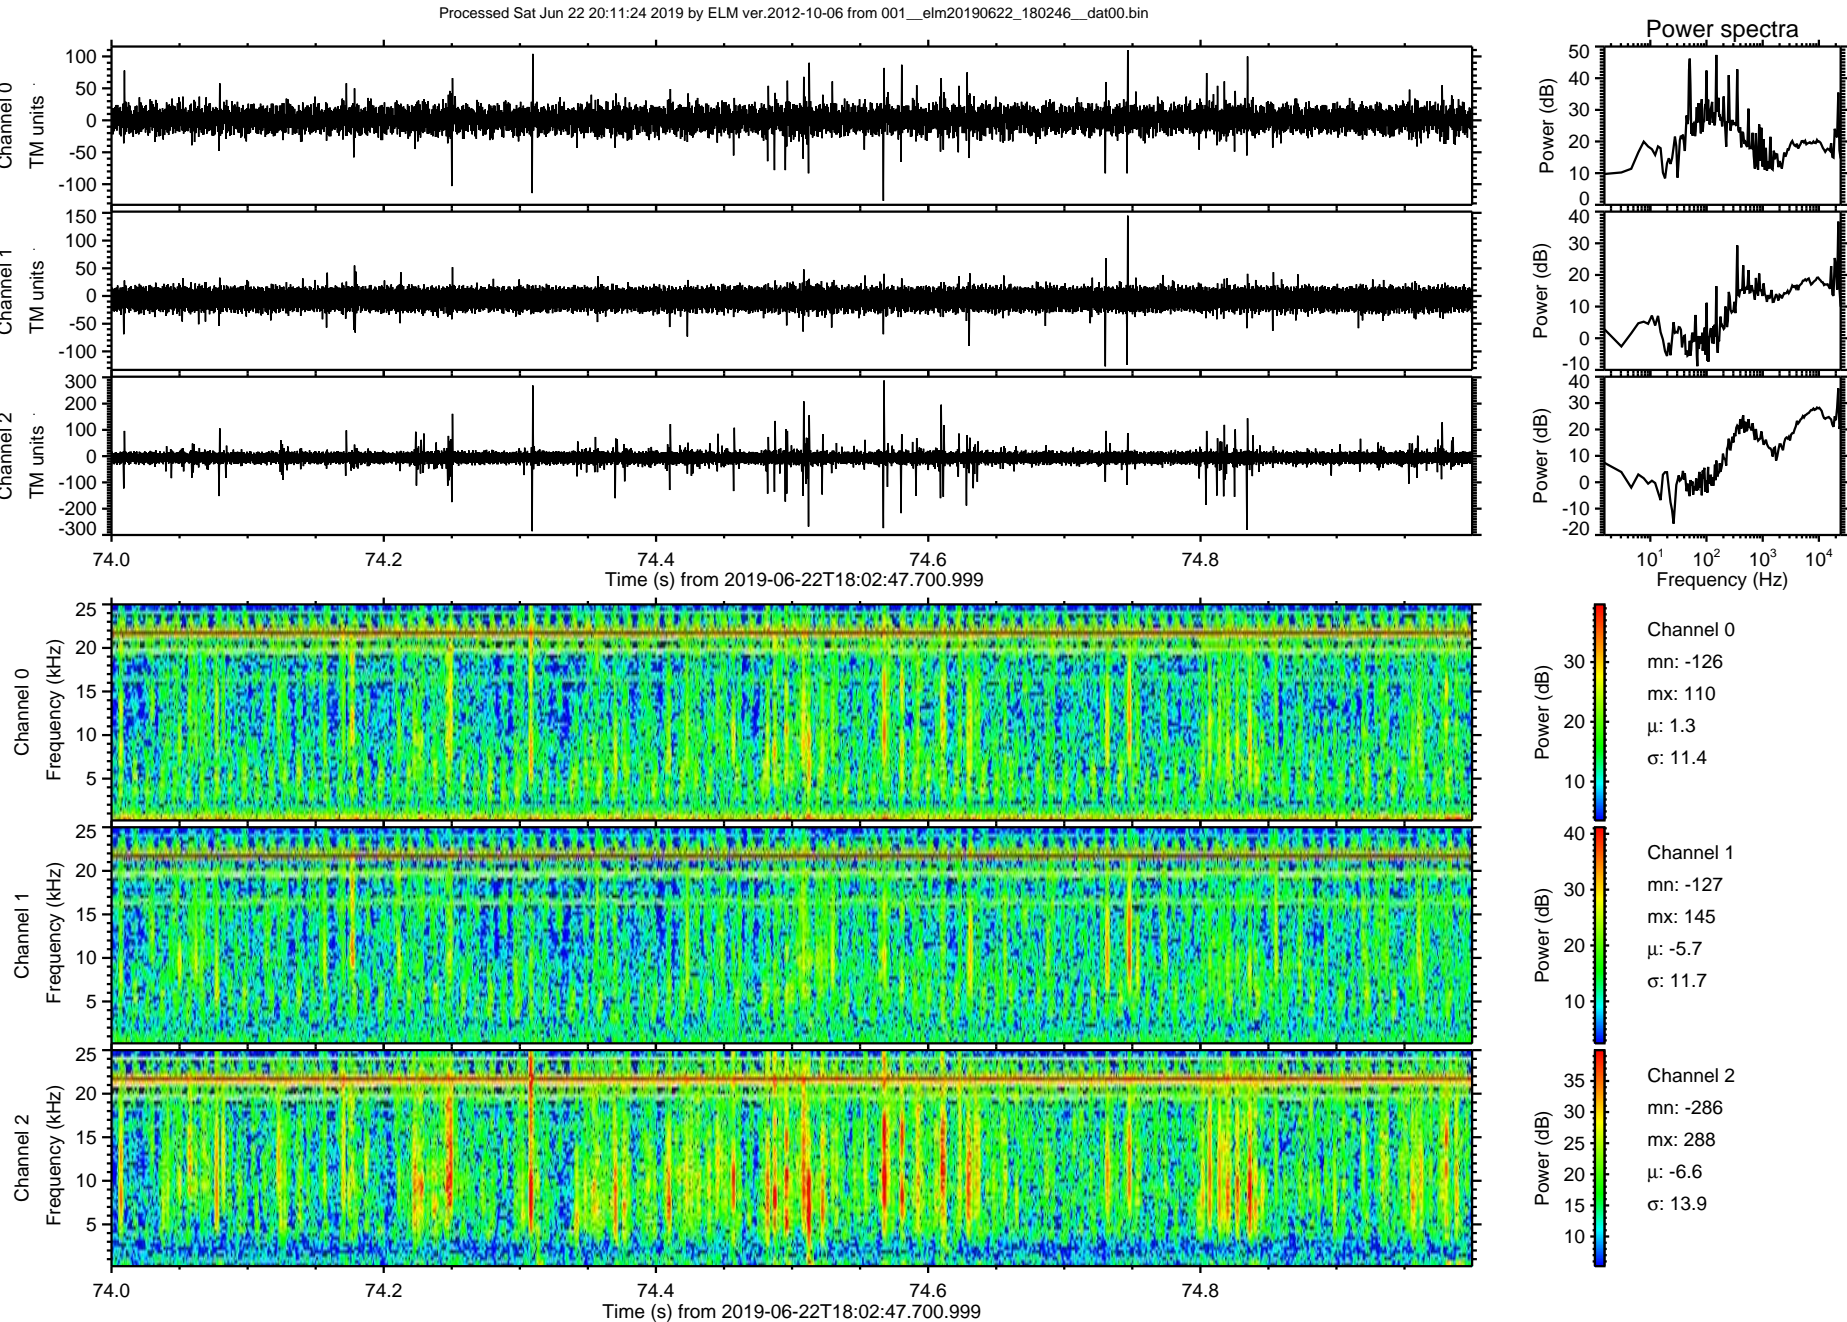 Processed Sat Jun 22 20:11:24 2019 by ELM ver.2012-10-06 from 001__elm20190622_180246__dat00.bin
Power spectra
Channel 0
TM units
100
50
0
-50
-100
Power (dB)
50
40
30
20
10
0
Channel 1
TM units
150
100
50
0
-50
-100
Power (dB)
40
30
20
10
0
-10
Channel 2
TM units
300
200
100
0
-100
-200
-300
Power (dB)
40
30
20
10
0
-10
-20
74.0 74.2 74.4 74.6 74.8
Time (s) from 2019-06-22T18:02:47.700.999
10^1 10^2 10^3 10^4
Frequency (Hz)
Channel 0
Frequency (kHz)
25
20
15
10
5
Power (dB)
30
20
10
Channel 0
mn: -126
mx: 110
μ: 1.3
σ: 11.4
Channel 1
Frequency (kHz)
25
20
15
10
5
Power (dB)
40
30
20
10
Channel 1
mn: -127
mx: 145
μ: -5.7
σ: 11.7
Channel 2
Frequency (kHz)
25
20
15
10
5
Power (dB)
35
30
25
20
15
10
Channel 2
mn: -286
mx: 288
μ: -6.6
σ: 13.9
74.0 74.2 74.4 74.6 74.8
Time (s) from 2019-06-22T18:02:47.700.999